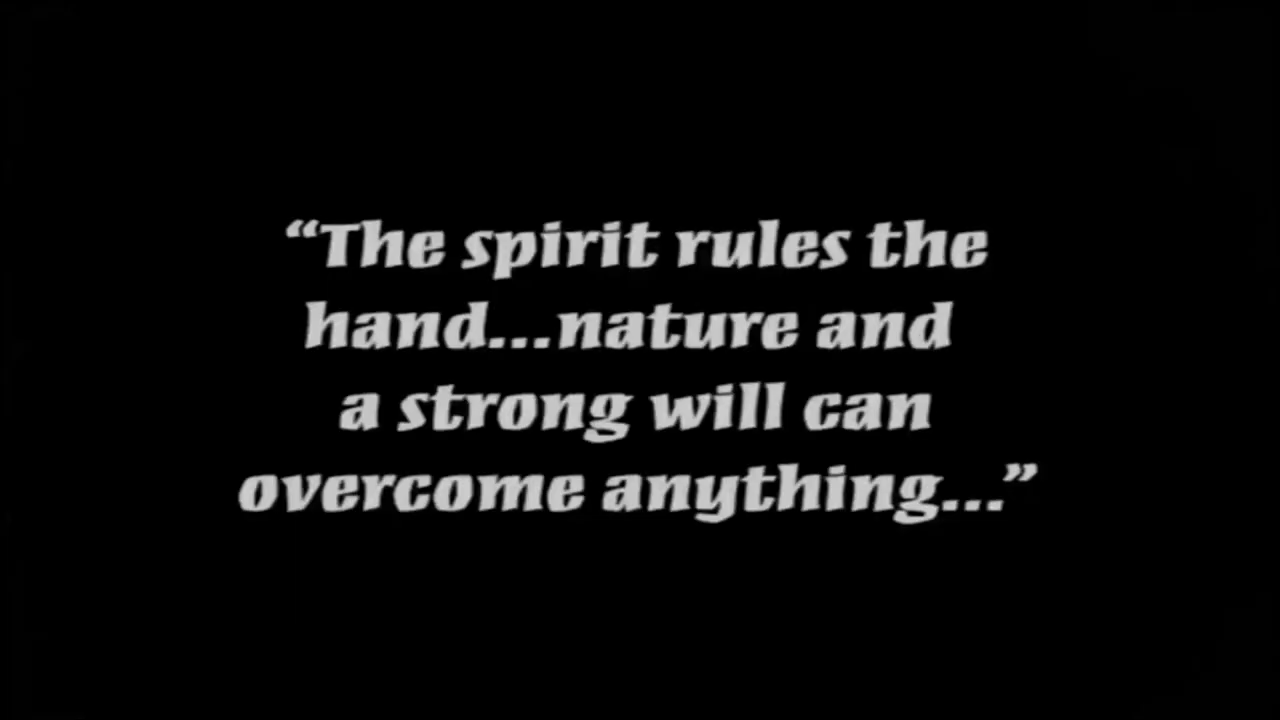 “The spirit rules the
hand...nature and
a strong will can
overcome anything...”